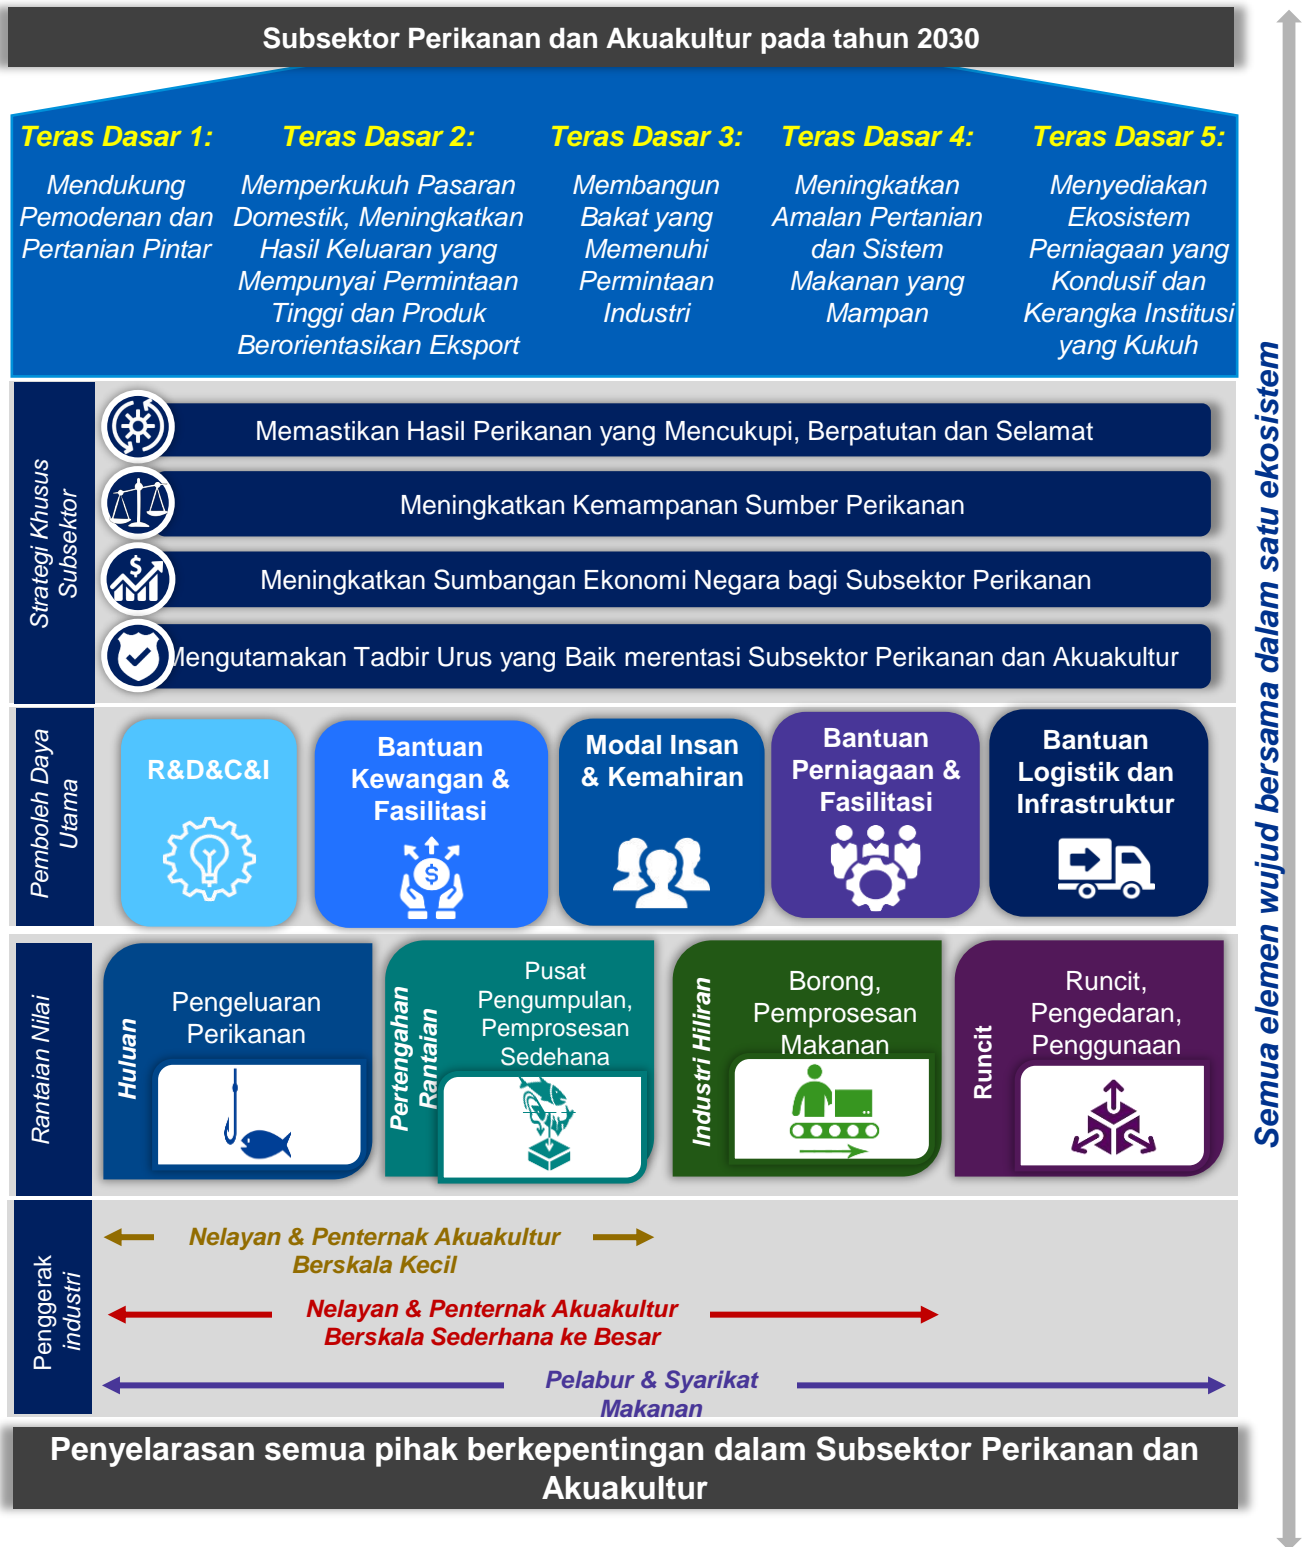 Subsektor Perikanan dan Akuakultur pada tahun 2030
Teras Dasar 1:
Mendukung
Pemodenan dan
Pertanian Pintar
Teras Dasar 2:
Memperkukuh Pasaran
Domestik, Meningkatkan
Hasil Keluaran yang
Mempunyai Permintaan
Tinggi dan Produk
Berorientasikan Eksport
Teras Dasar 3:
Membangun
Bakat yang
Memenuhi
Permintaan
Industri
Teras Dasar 4:
Meningkatkan
Amalan Pertanian
dan Sistem
Makanan yang
Mampan
Teras Dasar 5:
Menyediakan
Ekosistem
Perniagaan yang
Kondusif dan
Kerangka Institusi
yang Kukuh
Strategi Khusus
Subsektor
Memastikan Hasil Perikanan yang Mencukupi, Berpatutan dan Selamat
Meningkatkan Kemampanan Sumber Perikanan
$
Meningkatkan Sumbangan Ekonomi Negara bagi Subsektor Perikanan
Mengutamakan Tadbir Urus yang Baik merentasi Subsektor Perikanan dan Akuakultur
Pemboleh Daya
Utama
R&D&C&I
Bantuan
Kewangan &
Fasilitasi
$
Modal Insan
& Kemahiran
Bantuan
Perniagaan &
Fasilitasi
Bantuan
Logistik dan
Infrastruktur
Rantaian Nilai
Huluan
Pengeluaran
Perikanan
Pertengahan
Rantaian
Pusat
Pengumpulan,
Pemprosesan
Sedehana
Industri Hiliran
Borong,
Pemprosesan
Makanan
Runcit
Runcit,
Pengedaran,
Penggunaan
Penggerak
industri
Nelayan & Penternak Akuakultur
Berskala Kecil
Nelayan & Penternak Akuakultur
Berskala Sederhana ke Besar
Pelabur & Syarikat
Makanan
Penyelarasan semua pihak berkepentingan dalam Subsektor Perikanan dan
Akuakultur
Semua elemen wujud bersama dalam satu ekosistem